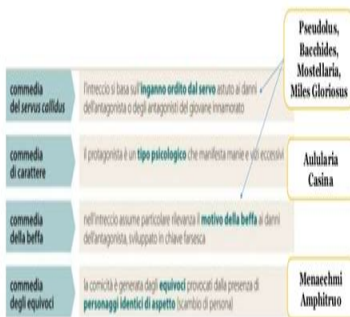 Pseudolus,
Bacchides,
Mostellaria,
Miles Gloriosus
commedia
del servus callidus
l'intreccio si basa sull'inganno ordito dal servo astuto ai danni
dell'antagonista o degli antagonisti del giovane innamorato
commedia
di carattere
il protagonista è un tipo psicologico che manifesta manie e vizi eccessivi
Aulularia
Casina
commedia
della beffa
nell'intreccio assume particolare rilevanza il motivo della beffa ai danni
dell'antagonista, sviluppato in chiave farsesca
commedia
degli equivoci
la comicità è generata dagli equivoci provocati dalla presenza di
personaggi identici di aspetto (scambio di persona)
Menaechmi
Amphitruo